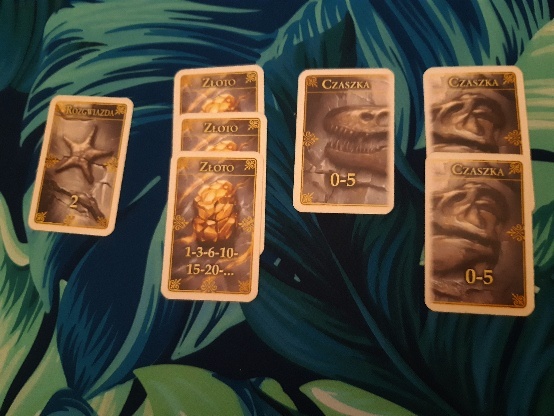 Rozgwiazda
2
Złoto
Złoto
Złoto
1-3-6-10-
15-20-...
Czaszka
0-5
Czaszka
Czaszka
0-5